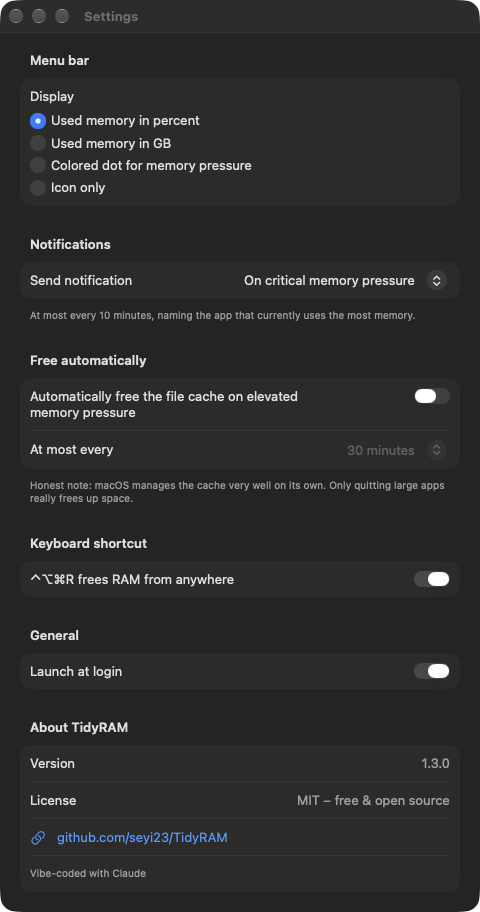 Settings
Menu bar
Display
Used memory in percent
Used memory in GB
Colored dot for memory pressure
Icon only
Notifications
Send notification On critical memory pressure
At most every 10 minutes, naming the app that currently uses the most memory.
Free automatically
Automatically free the file cache on elevated
memory pressure
At most every 30 minutes
Honest note: macOS manages the cache very well on its own. Only quitting large apps
really frees up space.
Keyboard shortcut
^⌥⌘R frees RAM from anywhere
General
Launch at login
About TidyRAM
Version 1.3.0
License MIT – free & open source
github.com/seyi23/TidyRAM
Vibe-coded with Claude